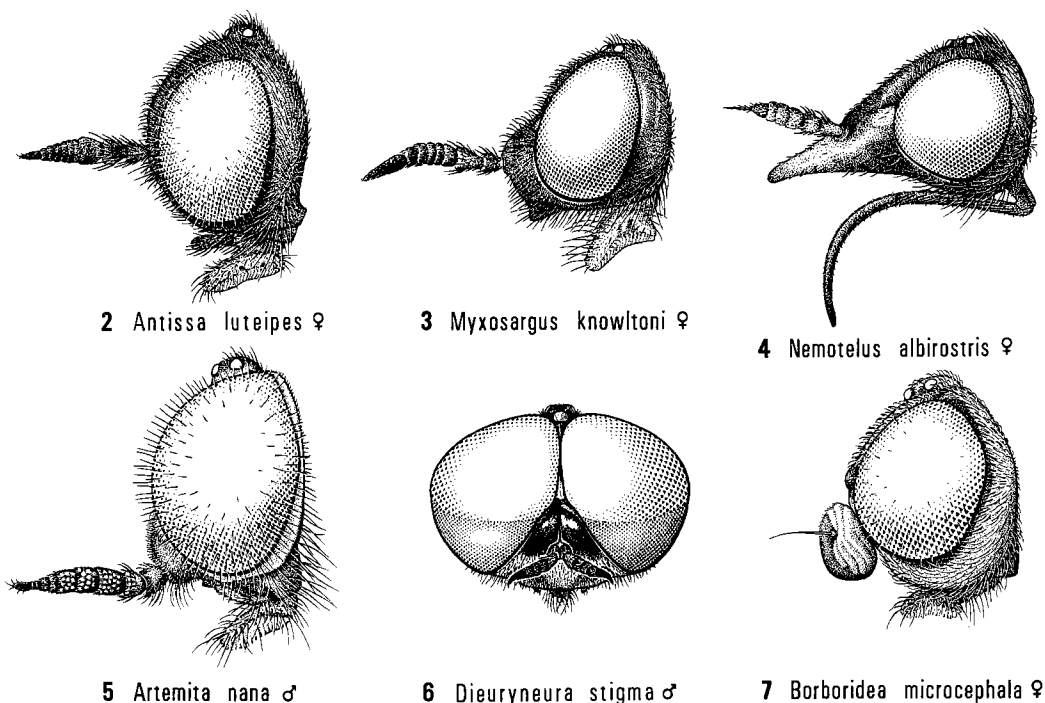 2 Antissa luteipes ♀
3 Myxosargus knowltoni ♀
4 Nemotelus albirostris ♀
5 Artemita nana ♂
6 Dieuryneura stigma ♂
7 Borboridea microcephala ♀